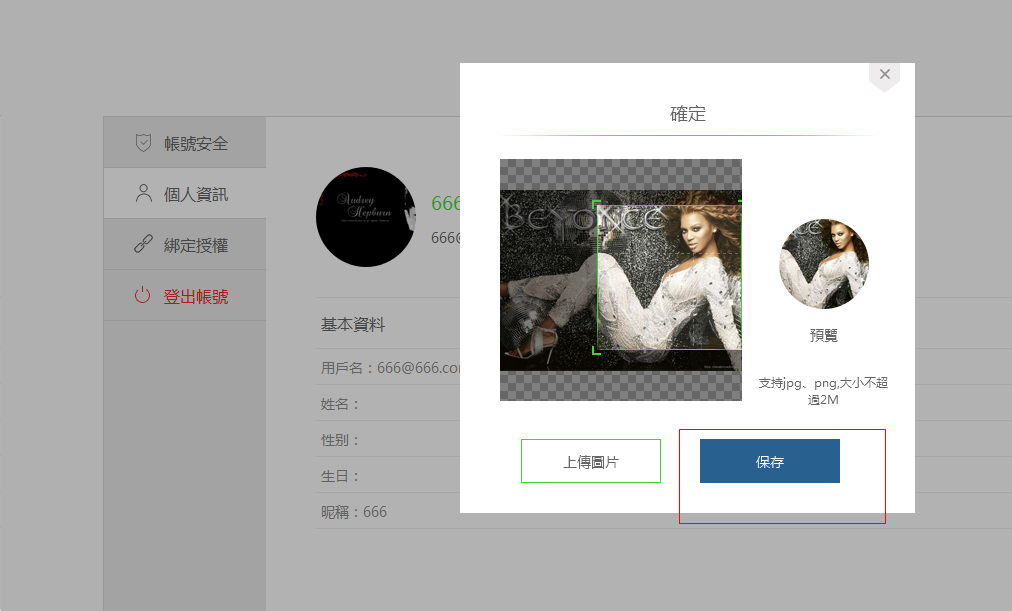 確定
帳號安全
個人資訊
綁定授權
登出帳號
Audrey
Hepburn
666
666@
基本資料
用戶名：666@666.co
姓名：
性別：
生日：
昵稱：666
BEYONCE
預覽
支持jpg、png,大小不超
過2M
上傳圖片
保存